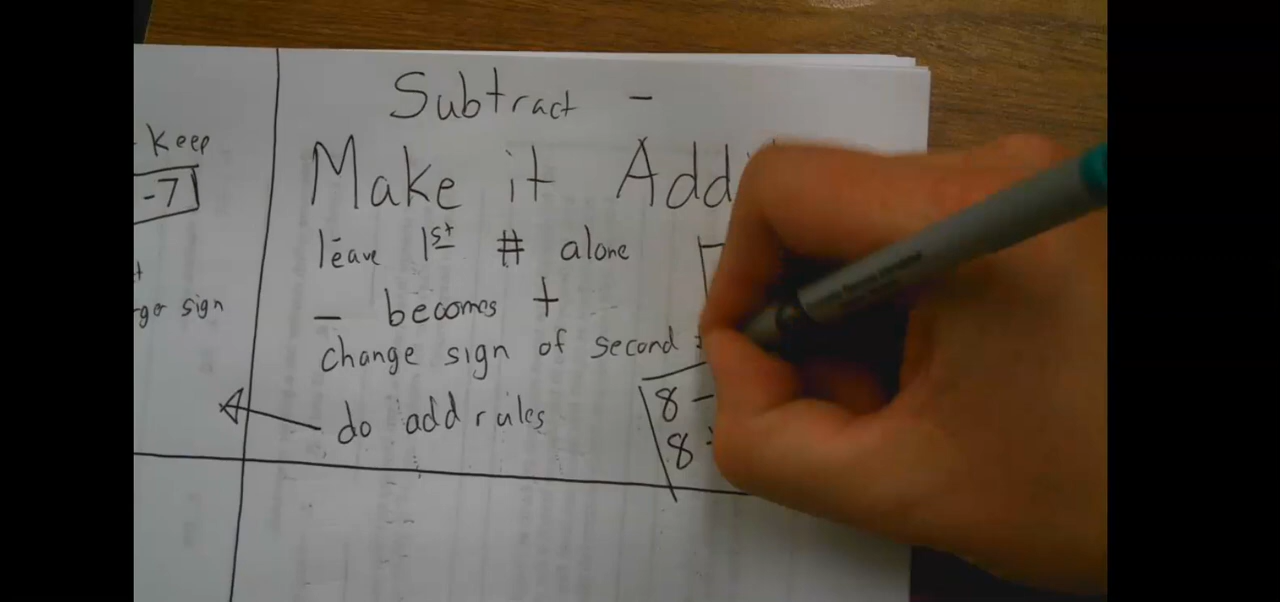 Keep
-7
sign
Subtract -
Make it Add
leave 1st # alone
- becomes +
change sign of second
do add rules
8 -
8